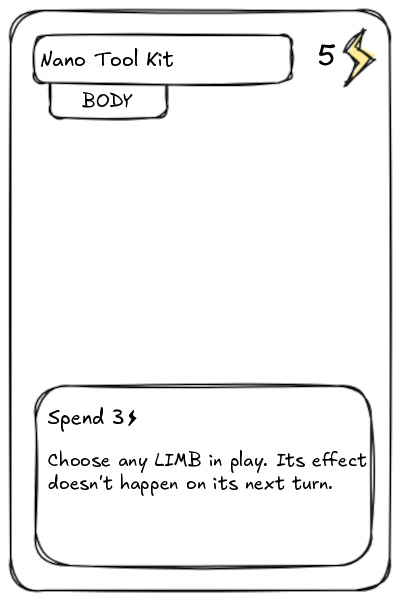 Nano Tool Kit
5
BODY
Spend 3
Choose any LIMB in play. Its effect
doesn't happen on its next turn.